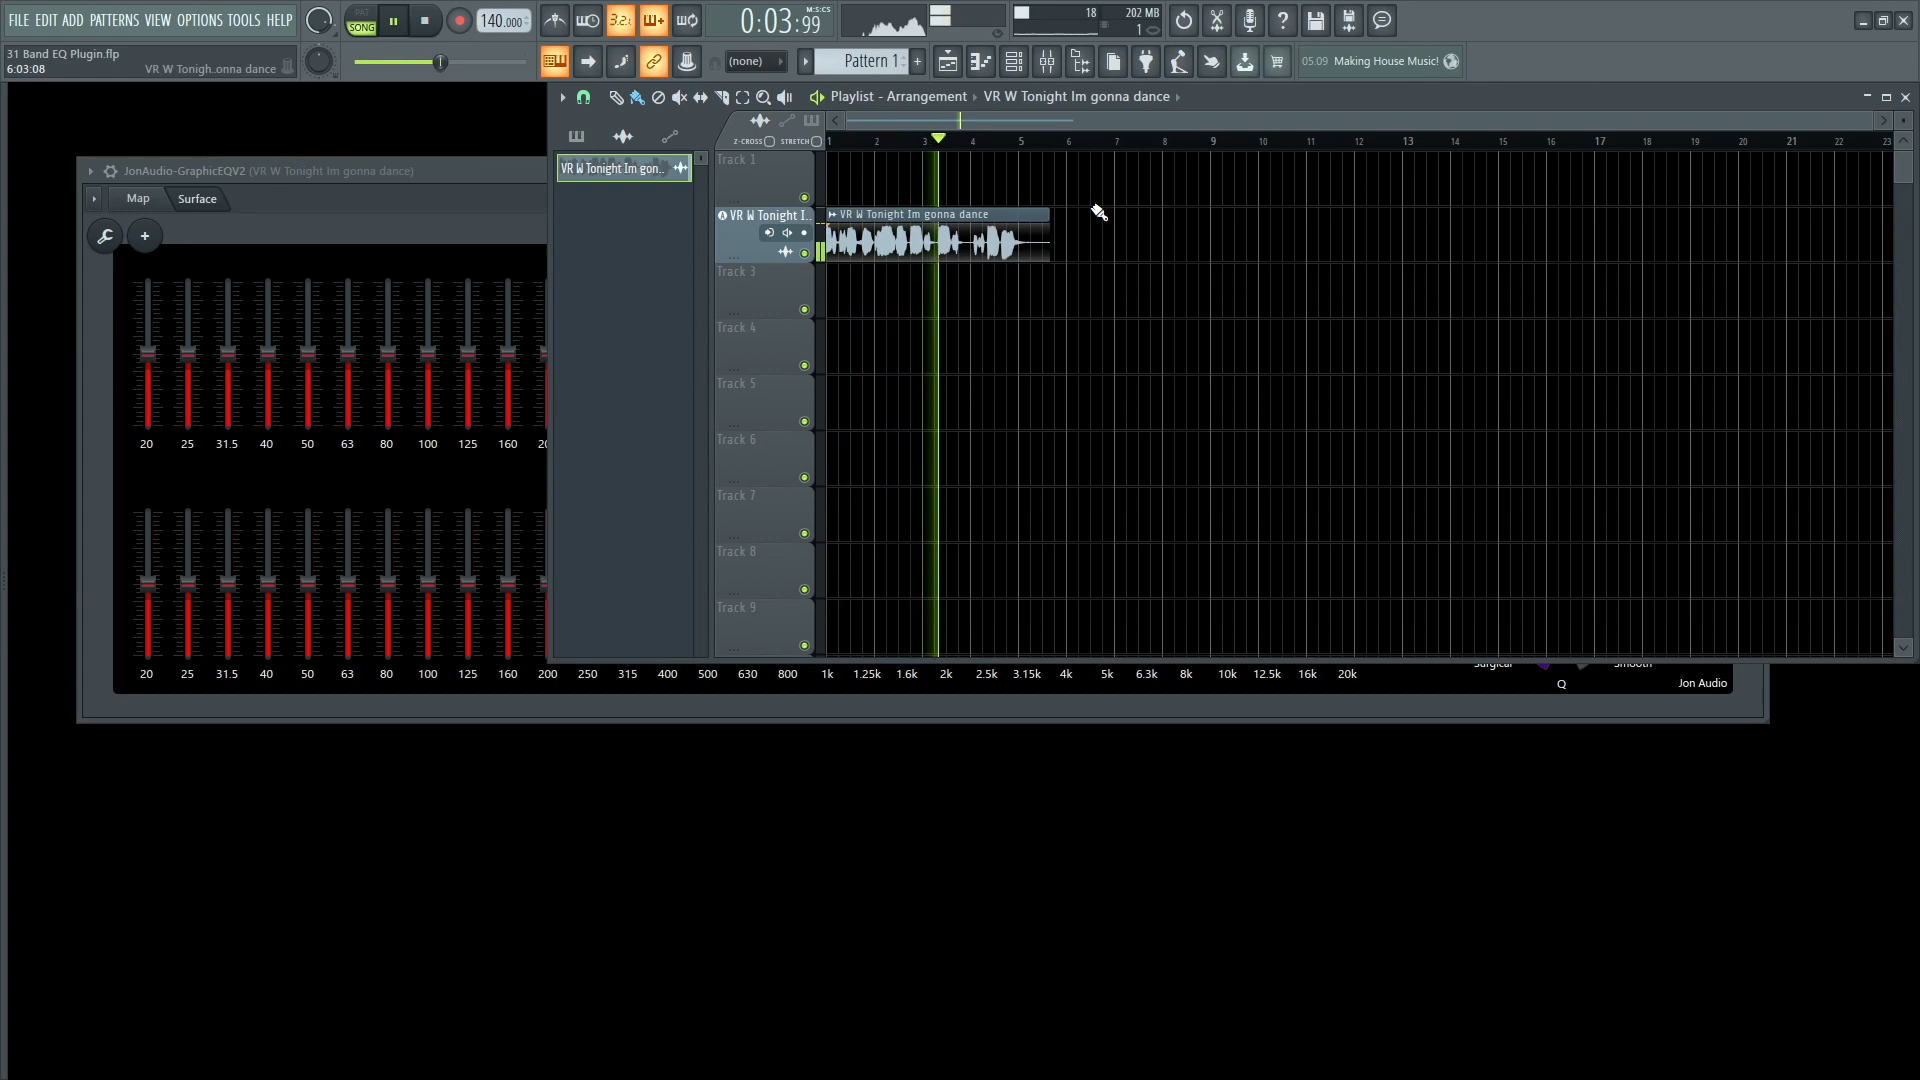 FILE EDIT ADD PATTERNS VIEW OPTIONS TOOLS HELP
PAT
SONG
140.000
3.2.
0:03:99
M:S:CS
18
202 MB
1
31 Band EQ Plugin.flp
6:03:08
VR W Tonigh..onna dance
(none)
Pattern 1
05.09 Making House Music!
Playlist - Arrangement
VR W Tonight Im gonna dance
Z-CROSS
STRETCH
1 2 3 4 5 6 7 8 9 10 11 12 13 14 15 16 17 18 19 20 21 22 23
JonAudio-GraphicEQV2 (VR W Tonight Im gonna dance)
Map
Surface
VR W Tonight Im gon..
Track 1
VR W Tonight I..
VR W Tonight Im gonna dance
Track 3
Track 4
Track 5
Track 6
Track 7
Track 8
Track 9
20 25 31.5 40 50 63 80 100 125 160 20
20 25 31.5 40 50 63 80 100 125 160 200 250 315 400 500 630 800 1k 1.25k 1.6k 2k 2.5k 3.15k 4k 5k 6.3k 8k 10k 12.5k 16k 20k
Surgical
Smooth
Q
Jon Audio